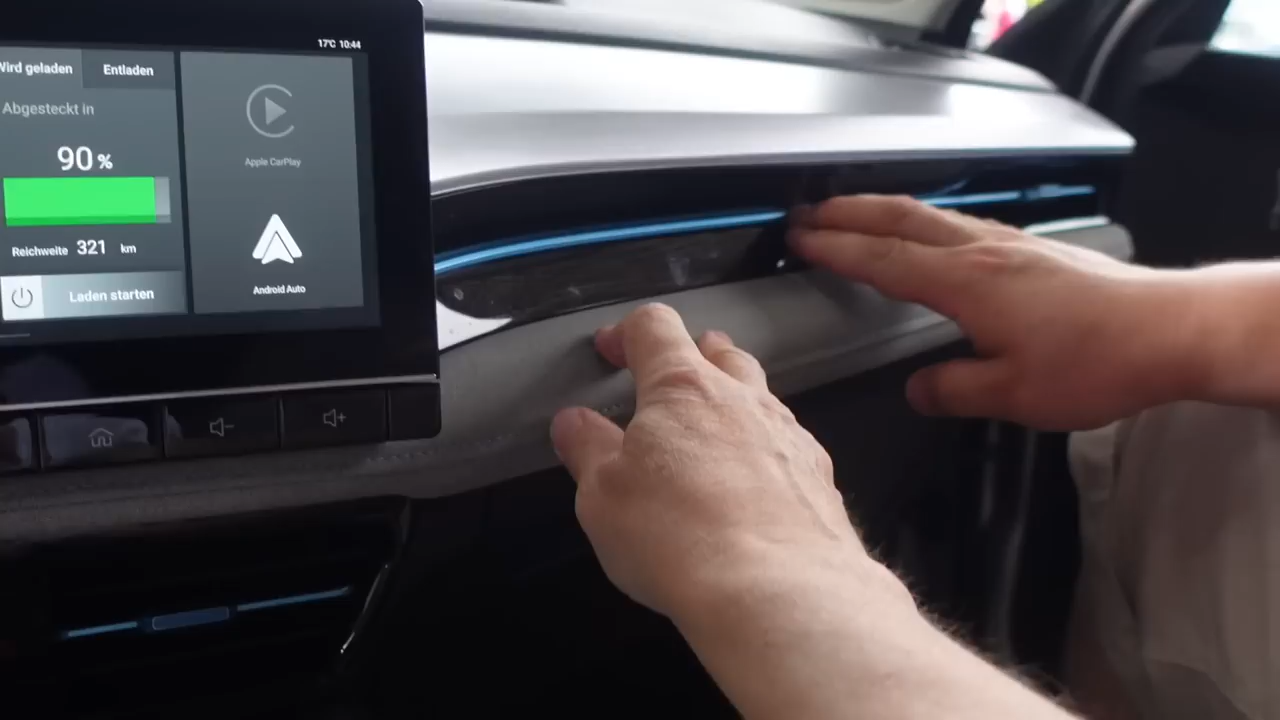 17°C 10:44
Wird geladen
Entladen
Abgesteckt in
90 %
Reichweite 321 km
Laden starten
Apple CarPlay
Android Auto